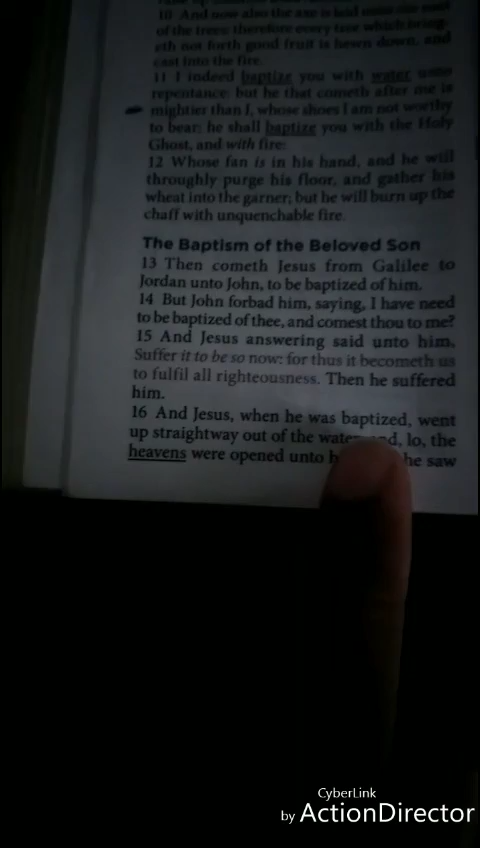 10 And now also the axe is laid unto the root
of the trees: therefore every tree which bring-
eth not forth good fruit is hewn down, and
cast into the fire.
11 I indeed baptize you with water unto
repentance: but he that cometh after me is
mightier than I, whose shoes I am not worthy
to bear: he shall baptize you with the Holy
Ghost, and with fire:
12 Whose fan is in his hand, and he will
throughly purge his floor, and gather his
wheat into the garner; but he will burn up the
chaff with unquenchable fire.
The Baptism of the Beloved Son
13 Then cometh Jesus from Galilee to
Jordan unto John, to be baptized of him.
14 But John forbad him, saying, I have need
to be baptized of thee, and comest thou to me?
15 And Jesus answering said unto him,
Suffer it to be so now: for thus it becometh us
to fulfil all righteousness. Then he suffered
him.
16 And Jesus, when he was baptized, went
up straightway out of the water lo, the
heavens were opened unto he saw
CyberLink
by ActionDirector